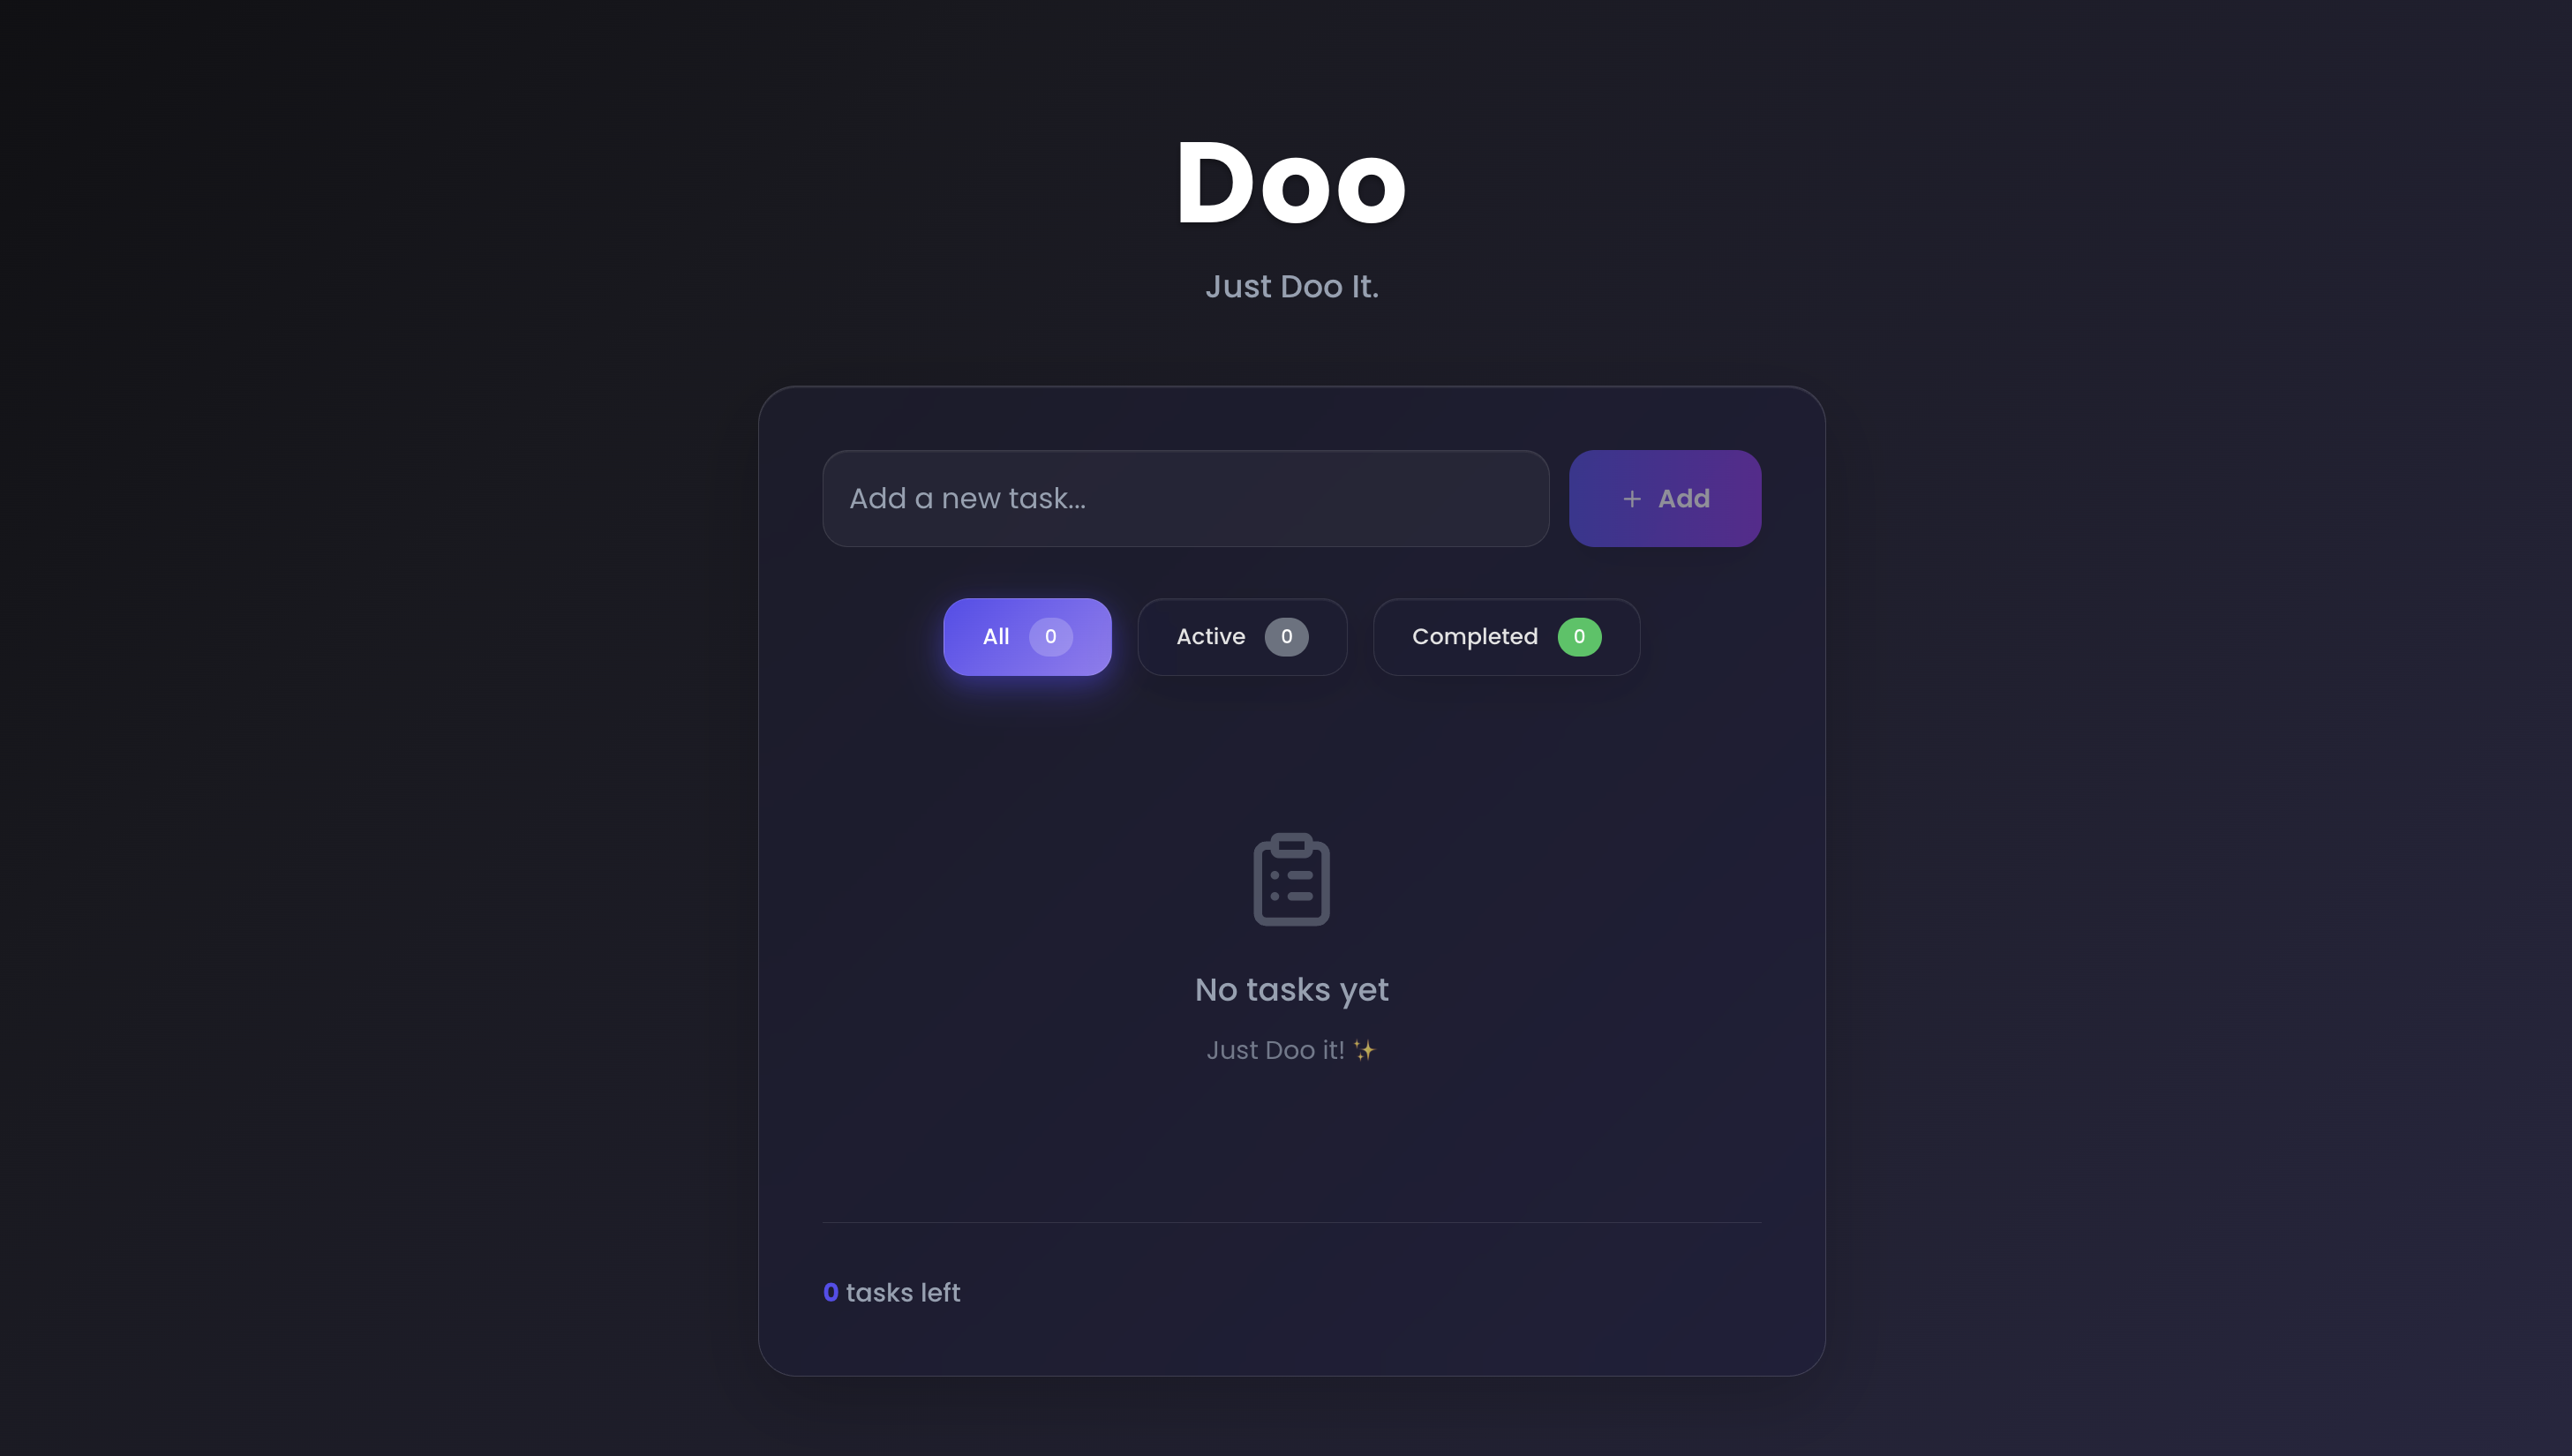 Doo
Just Doo It.
Add a new task...
+ Add
All 0
Active 0
Completed 0
No tasks yet
Just Doo it! ✨
0 tasks left